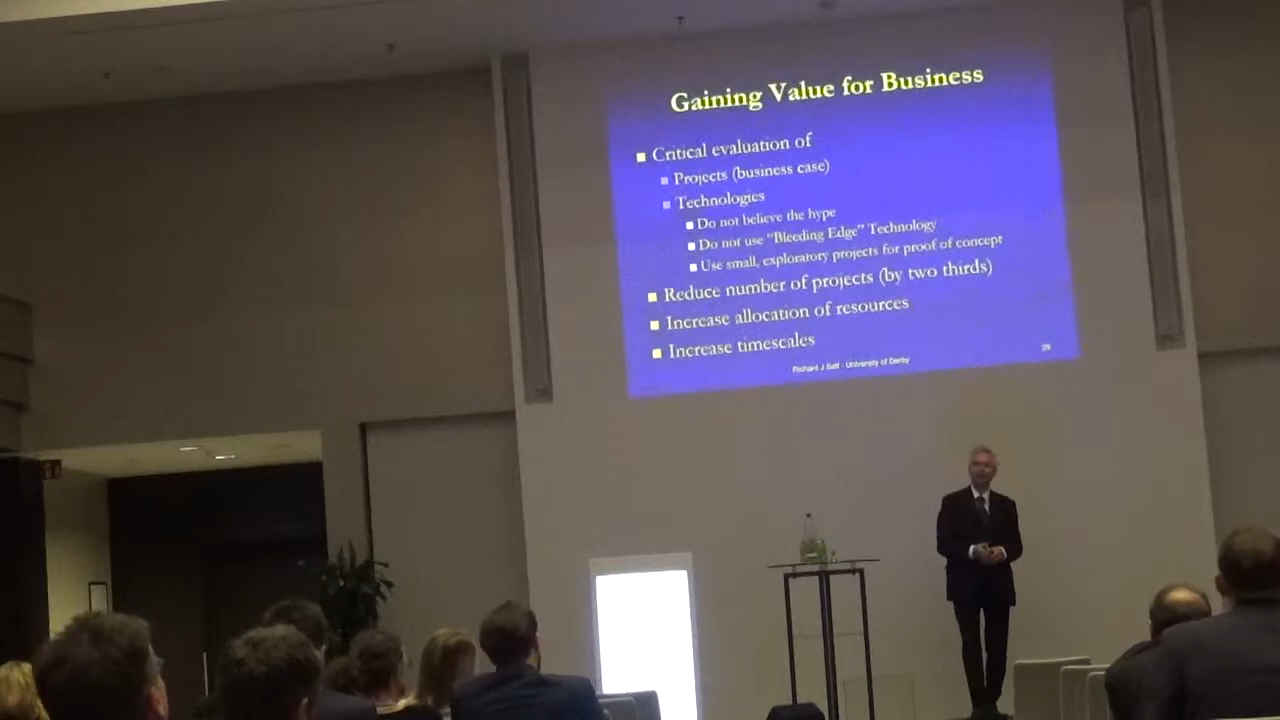 Gaining Value for Business
Critical evaluation of
Projects (business case)
Technologies
Do not believe the hype
Do not use "Bleeding Edge" Technology
Use small, exploratory projects for proof of concept
Reduce number of projects (by two thirds)
Increase allocation of resources
Increase timescales
Richard J Self - University of Derby